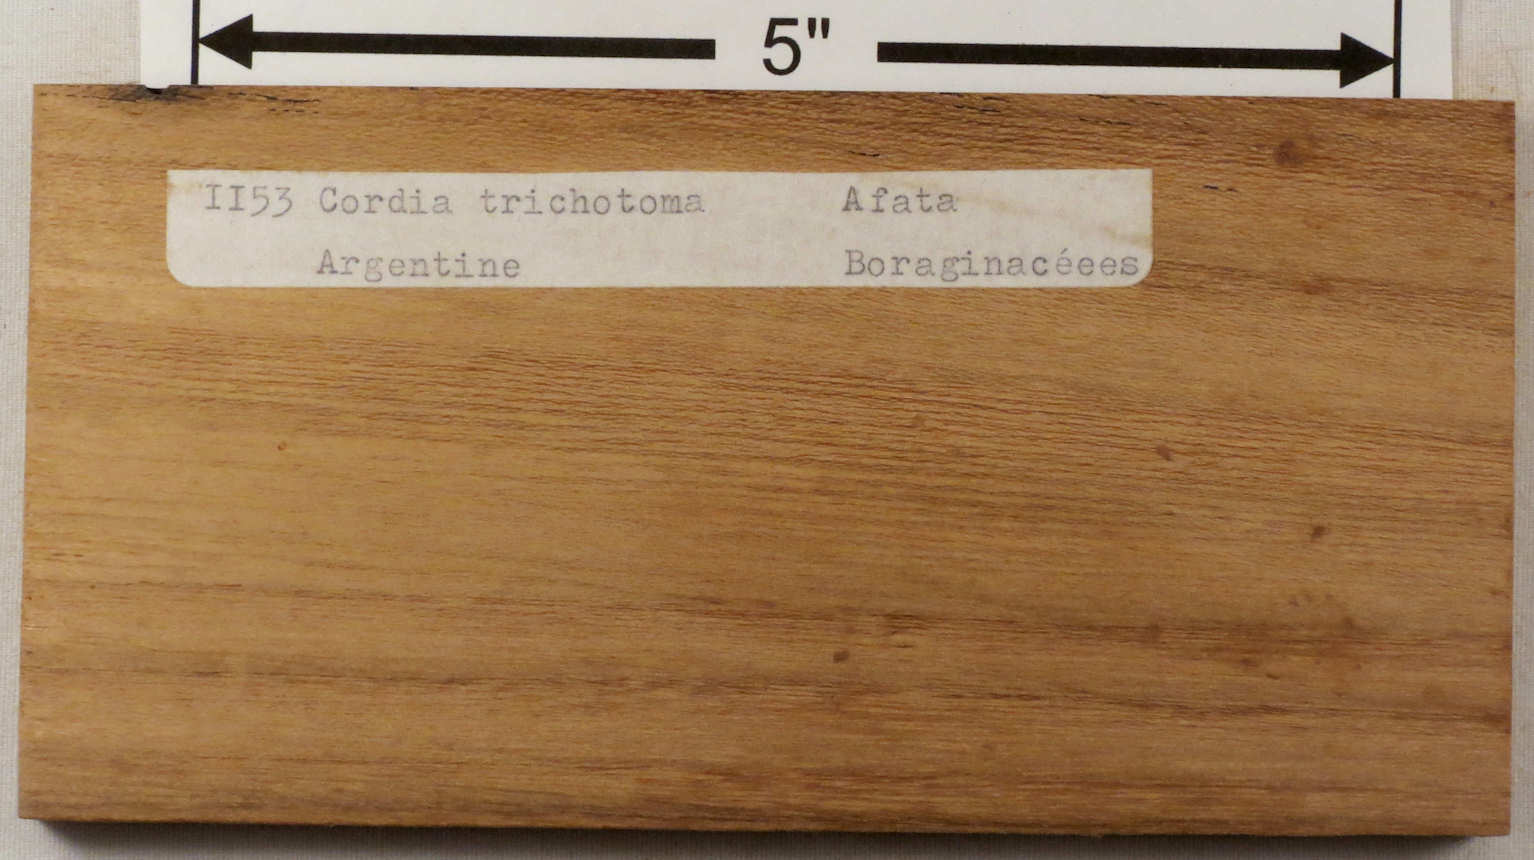 5"
II53 Cordia trichotoma Afata
Argentine Boraginacéees